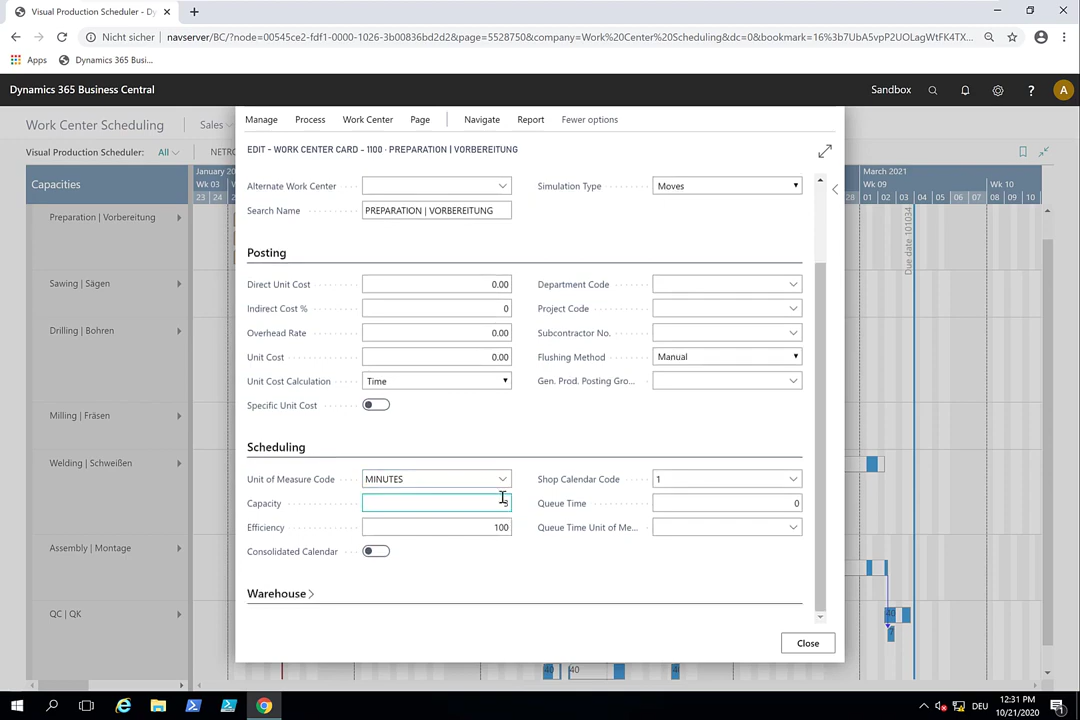 Visual Production Scheduler - Dy
Nicht sicher
navserver/BC/?node=00545ce2-fdf1-0000-1026-3b00836bd2d2&page=5528750&company=Work%20Center%20Scheduling&dc=0&bookmark=16%3b7UbA5vpP2UOLagWtFK4TX...
Apps
Dynamics 365 Busi...
Dynamics 365 Business Central
Sandbox
?
A
Work Center Scheduling
Sales
Visual Production Scheduler:
All
Manage
Process
Work Center
Page
Navigate
Report
Fewer options
EDIT - WORK CENTER CARD - 1100 · PREPARATION | VORBEREITUNG
Alternate Work Center
Simulation Type
Moves
Search Name
PREPARATION | VORBEREITUNG
Posting
Direct Unit Cost
0.00
Department Code
Indirect Cost %
0
Project Code
Overhead Rate
0.00
Subcontractor No.
Unit Cost
0.00
Flushing Method
Manual
Unit Cost Calculation
Time
Gen. Prod. Posting Gro...
Specific Unit Cost
Scheduling
Unit of Measure Code
MINUTES
Shop Calendar Code
1
Capacity
Queue Time
0
Efficiency
100
Queue Time Unit of Me...
Consolidated Calendar
Warehouse
Close
Capacities
January 20
Wk 03
23 24
March 2021
Wk 09
Wk 10
28 01 02 03 04 05 06 07 08 09 10
Due date 101034
Preparation | Vorbereitung
Sawing | Sägen
Drilling | Bohren
Milling | Fräsen
Welding | Schweißen
Assembly | Montage
QC | QK
40
40
40
DEU
12:31 PM
10/21/2020